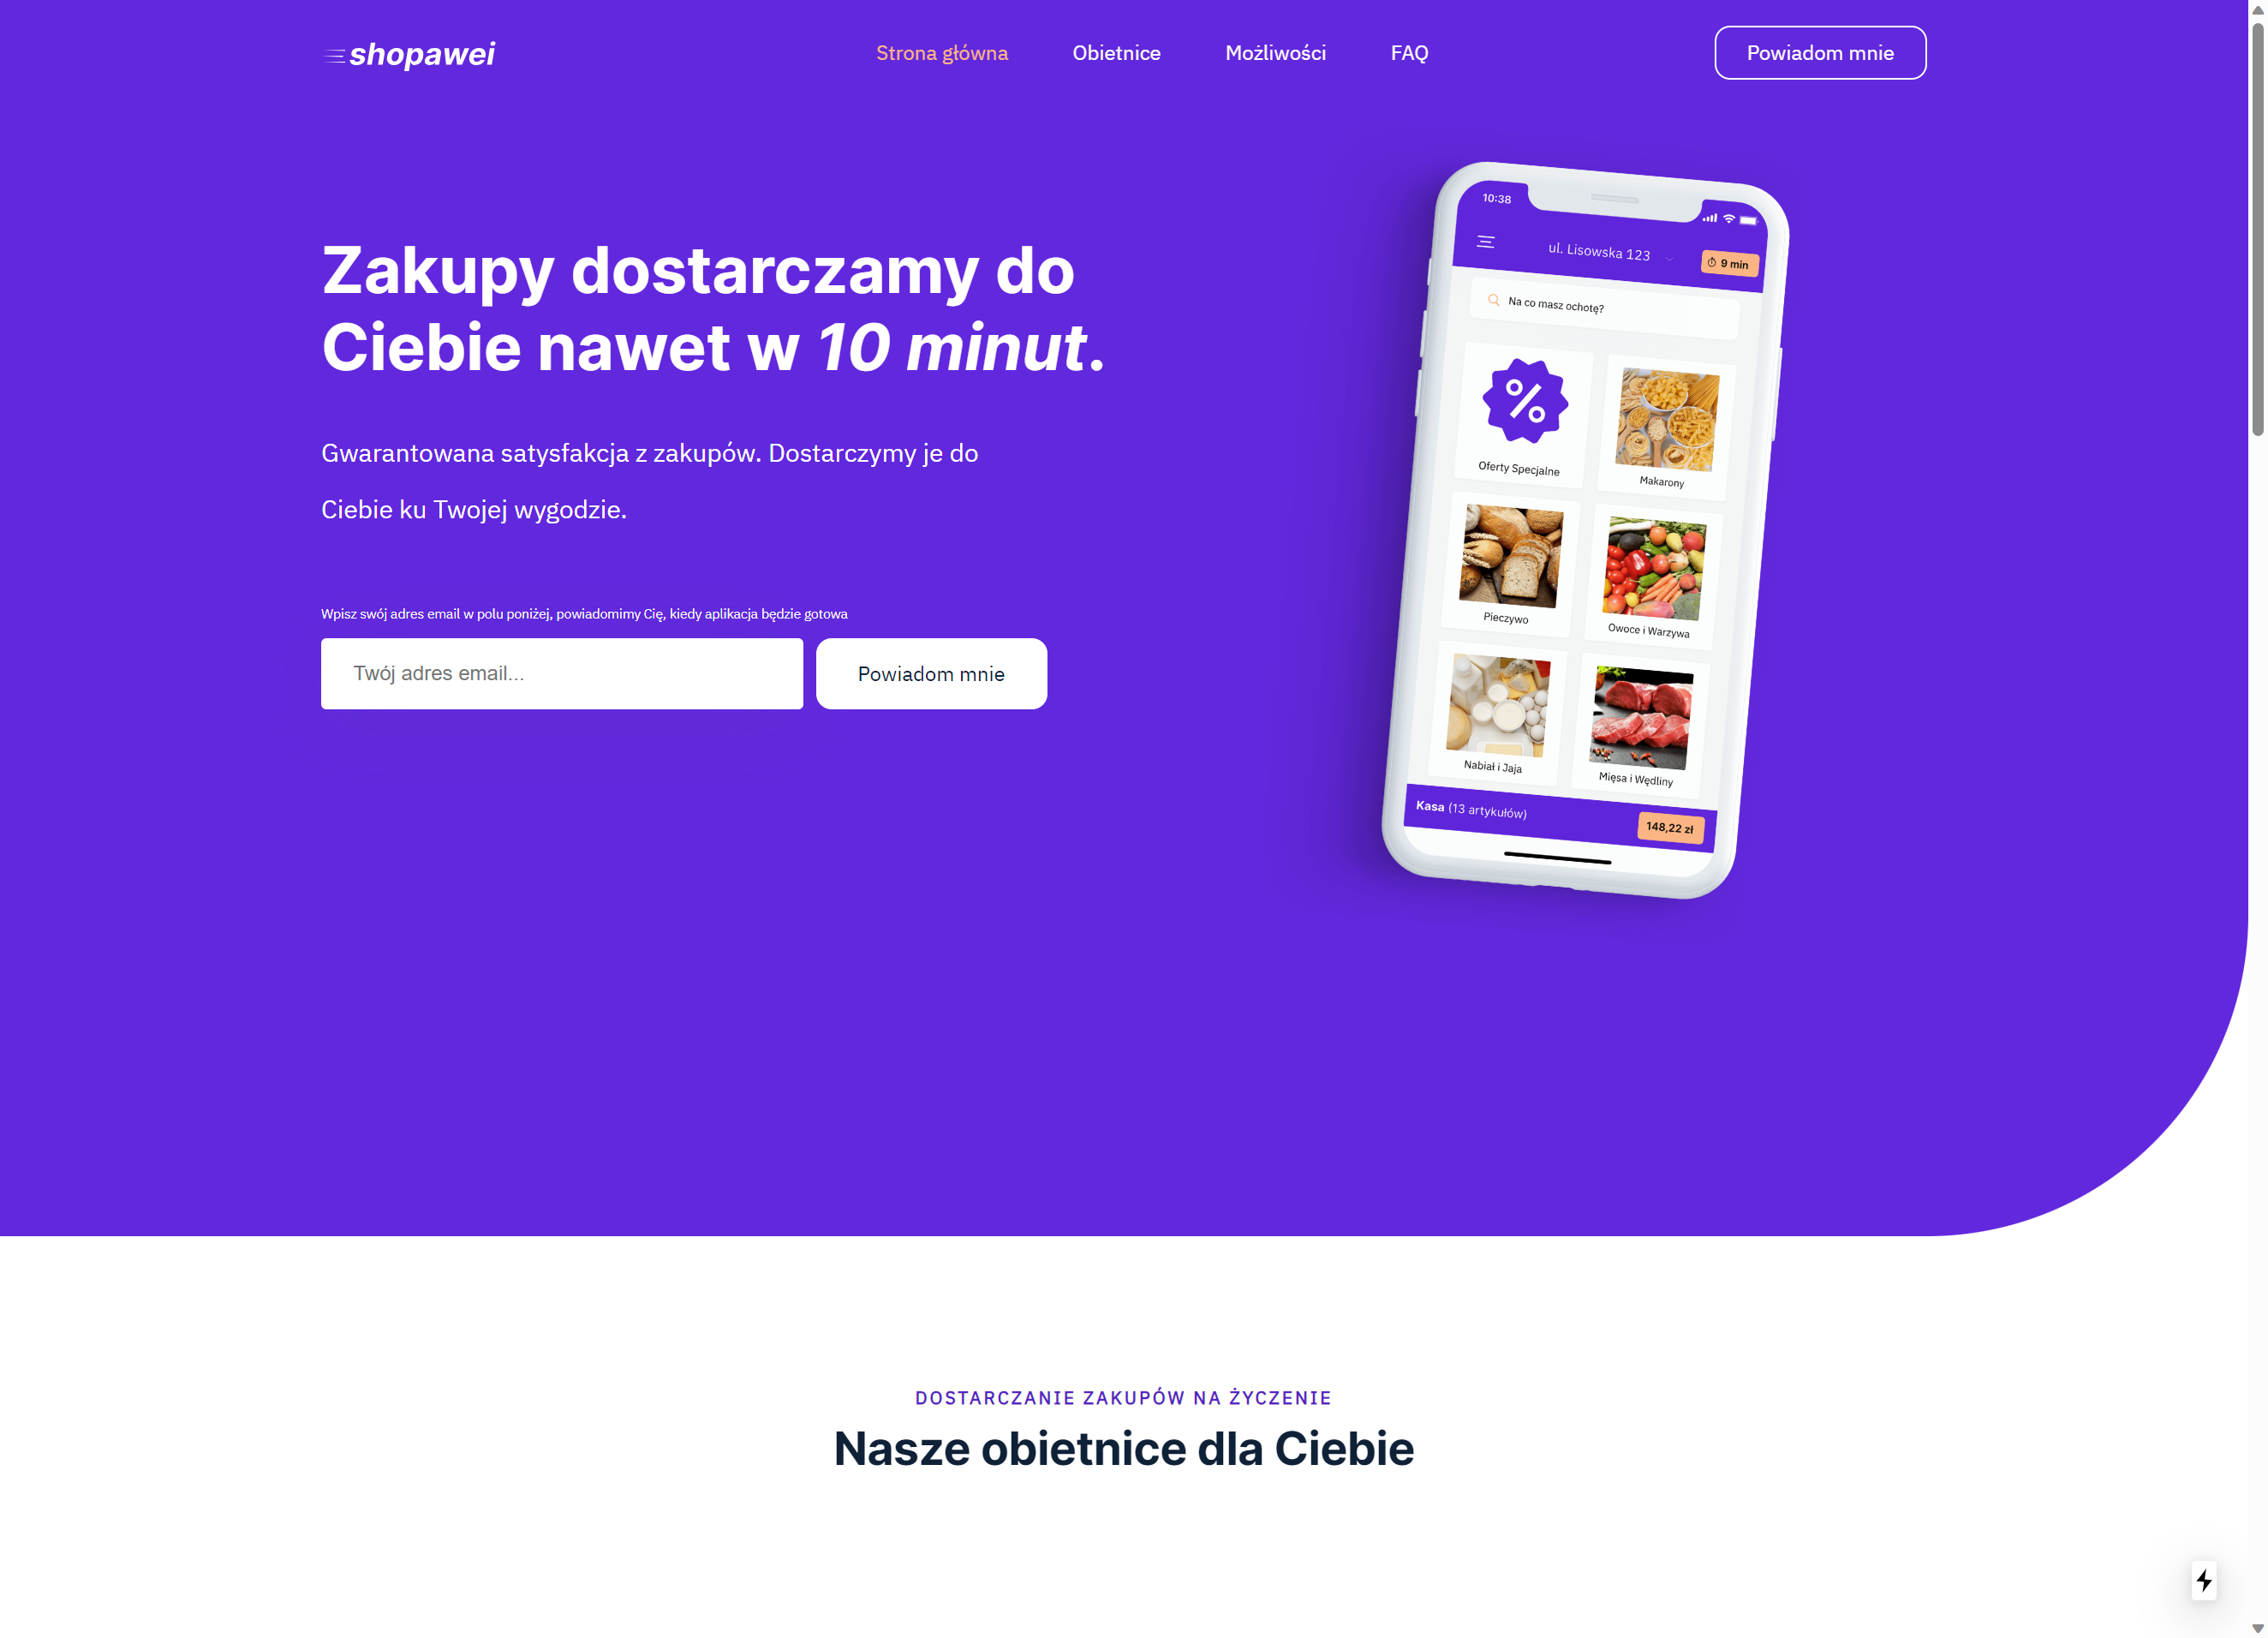 shopawei
Strona główna
Obietnice
Możliwości
FAQ
Powiadom mnie
Zakupy dostarczamy do
Ciebie nawet w 10 minut.
Gwarantowana satysfakcja z zakupów. Dostarczymy je do
Ciebie ku Twojej wygodzie.
Wpisz swój adres email w polu poniżej, powiadomimy Cię, kiedy aplikacja będzie gotowa
Twój adres email...
Powiadom mnie
10:38
ul. Lisowska 123
9 min
Na co masz ochotę?
Oferty Specjalne
Makarony
Pieczywo
Owoce i Warzywa
Nabiał i Jaja
Mięsa i Wędliny
Kasa (13 artykułów)
148,22 zł
DOSTARCZANIE ZAKUPÓW NA ŻYCZENIE
Nasze obietnice dla Ciebie